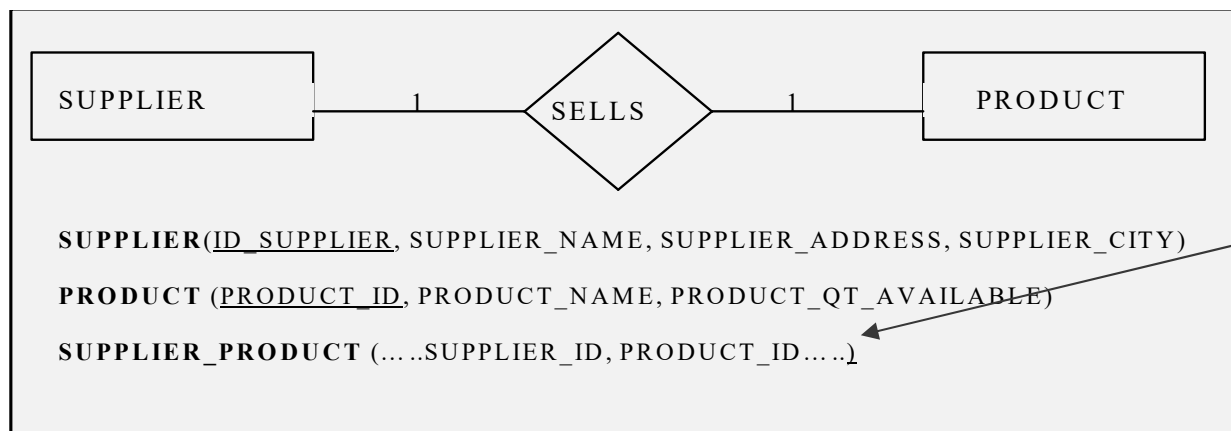 SUPPLIER 1 SELLS 1 PRODUCT
SUPPLIER(ID_SUPPLIER, SUPPLIER_NAME, SUPPLIER_ADDRESS, SUPPLIER_CITY)
PRODUCT (PRODUCT_ID, PRODUCT_NAME, PRODUCT_QT_AVAILABLE)
SUPPLIER_PRODUCT (.....SUPPLIER_ID, PRODUCT_ID.....)